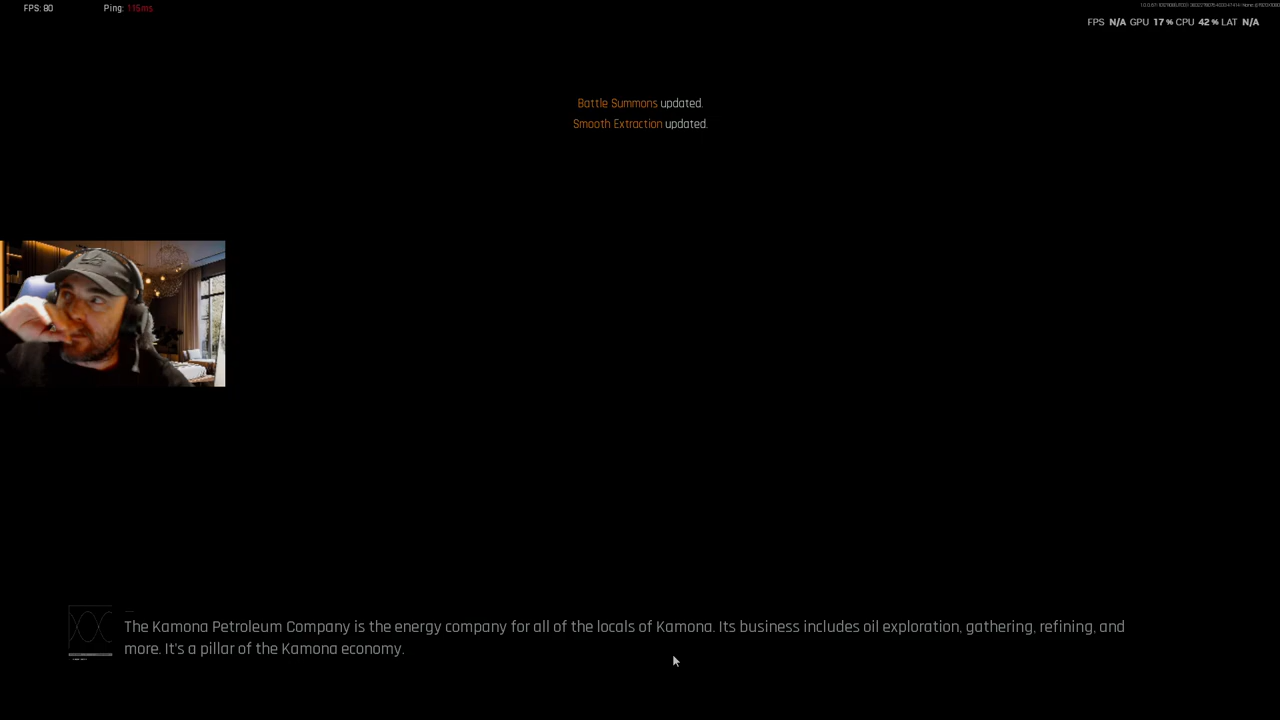 FPS: 80 Ping: 115ms
FPS N/A GPU 17 % CPU 42 % LAT N/A
Battle Summons updated.
Smooth Extraction updated.
The Kamona Petroleum Company is the energy company for all of the locals of Kamona. Its business includes oil exploration, gathering, refining, and
more. It's a pillar of the Kamona economy.